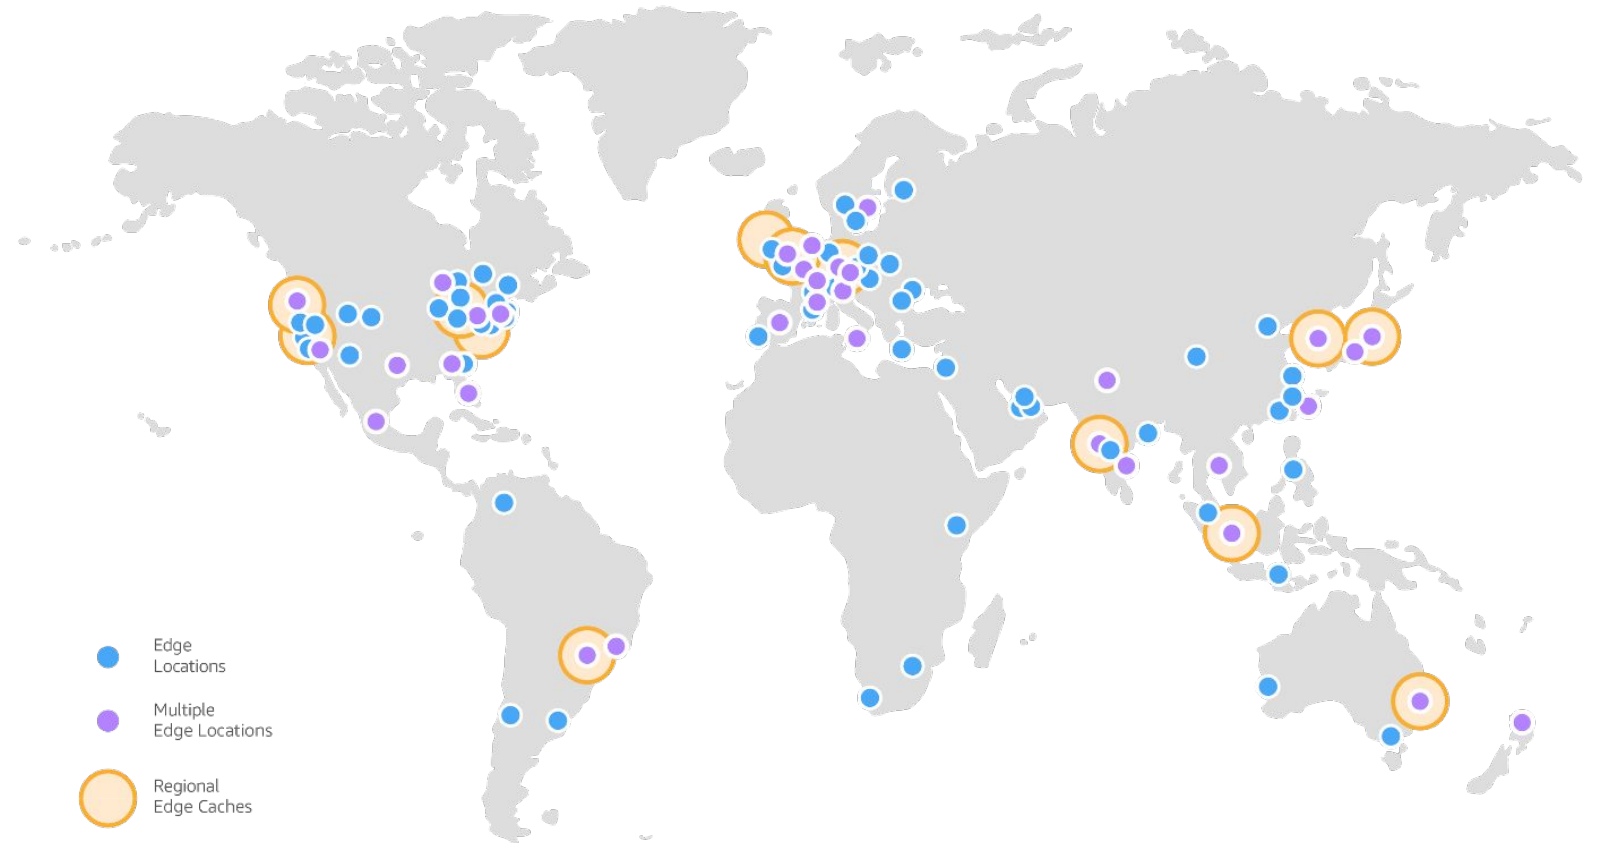 Edge
Locations
Multiple
Edge Locations
Regional
Edge Caches